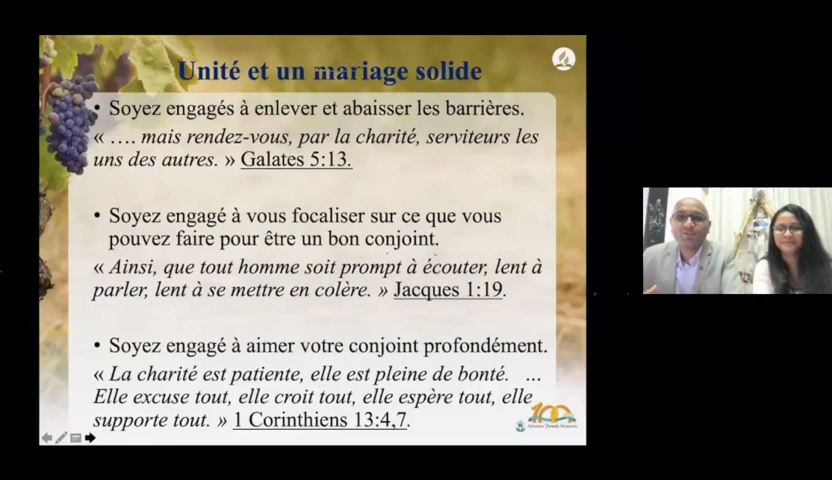 Unité et un mariage solide
• Soyez engagés à enlever et abaisser les barrières.
« …. mais rendez-vous, par la charité, serviteurs les
uns des autres. » Galates 5:13.
• Soyez engagé à vous focaliser sur ce que vous
pouvez faire pour être un bon conjoint.
« Ainsi, que tout homme soit prompt à écouter, lent à
parler, lent à se mettre en colère. » Jacques 1:19.
• Soyez engagé à aimer votre conjoint profondément.
« La charité est patiente, elle est pleine de bonté. …
Elle excuse tout, elle croit tout, elle espère tout, elle
supporte tout. » 1 Corinthiens 13:4,7.
100